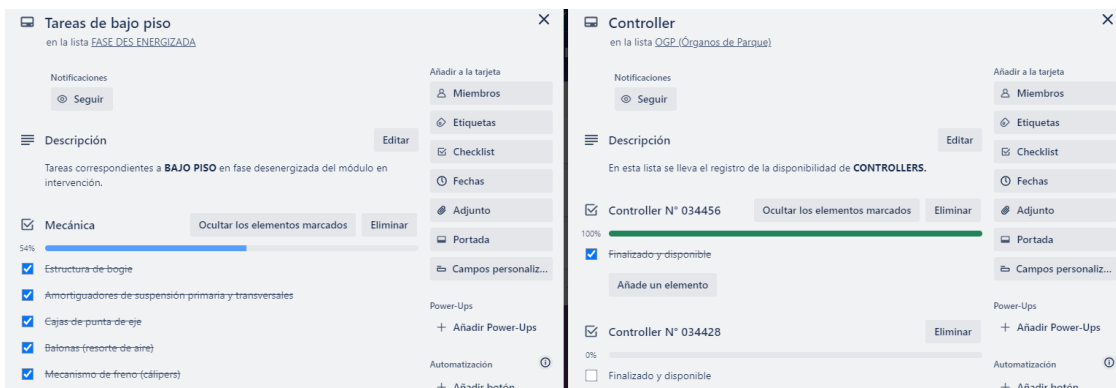 Tareas de bajo piso
en la lista FASE DES ENERGIZADA
Notificaciones
Seguir
Descripción
Editar
Tareas correspondientes a BAJO PISO en fase desenergizada del módulo en
intervención.
Mecánica
Ocultar los elementos marcados
Eliminar
54%
Estructura de bogie
Amortiguadores de suspensión primaria y transversales
Cajas de punta de eje
Balonas (resorte de aire)
Mecanismo de freno (cálipers)
Añadir a la tarjeta
Miembros
Etiquetas
Checklist
Fechas
Adjunto
Portada
Campos personaliz...
Power-Ups
+ Añadir Power-Ups
Automatización
+ Añadir botón
Controller
en la lista OGP (Órganos de Parque)
Notificaciones
Seguir
Descripción
Editar
En esta lista se lleva el registro de la disponibilidad de CONTROLLERS.
Controller N° 034456
Ocultar los elementos marcados
Eliminar
100%
Finalizado y disponible
Añade un elemento
Controller N° 034428
Eliminar
0%
Finalizado y disponible
Añadir a la tarjeta
Miembros
Etiquetas
Checklist
Fechas
Adjunto
Portada
Campos personaliz...
Power-Ups
+ Añadir Power-Ups
Automatización
+ Añadir botón